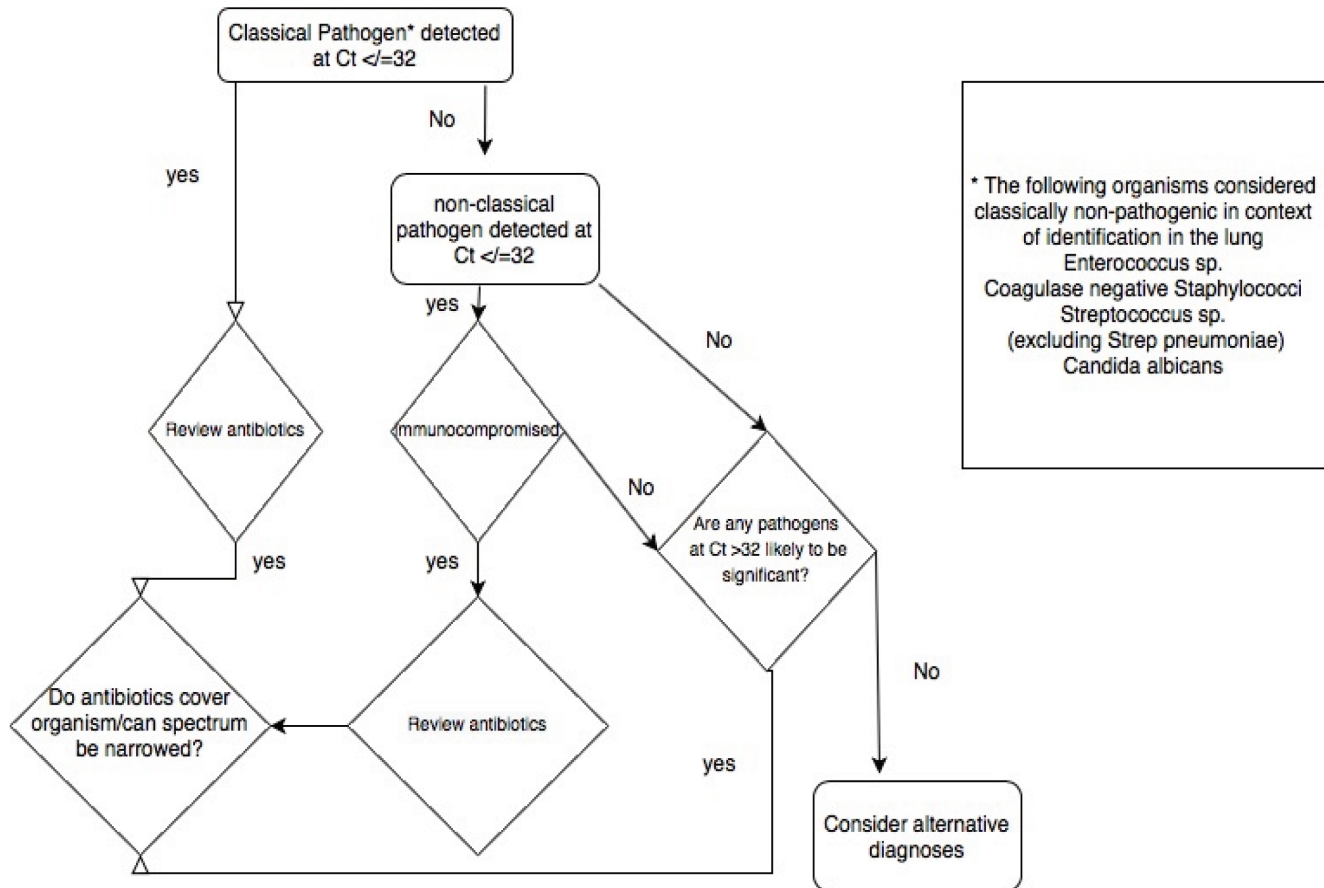 Classical Pathogen* detected
at Ct </=32
No
yes
non-classical
pathogen detected at
Ct </=32
yes
No
Review antibiotics
mmunocompromised
No
Are any pathogens
at Ct >32 likely to be
significant?
yes
yes
No
Do antibiotics cover
organism/can spectrum
be narrowed?
Review antibiotics
yes
Consider alternative
diagnoses
* The following organisms considered
classically non-pathogenic in context
of identification in the lung
Enterococcus sp.
Coagulase negative Staphylococci
Streptococcus sp.
(excluding Strep pneumoniae)
Candida albicans